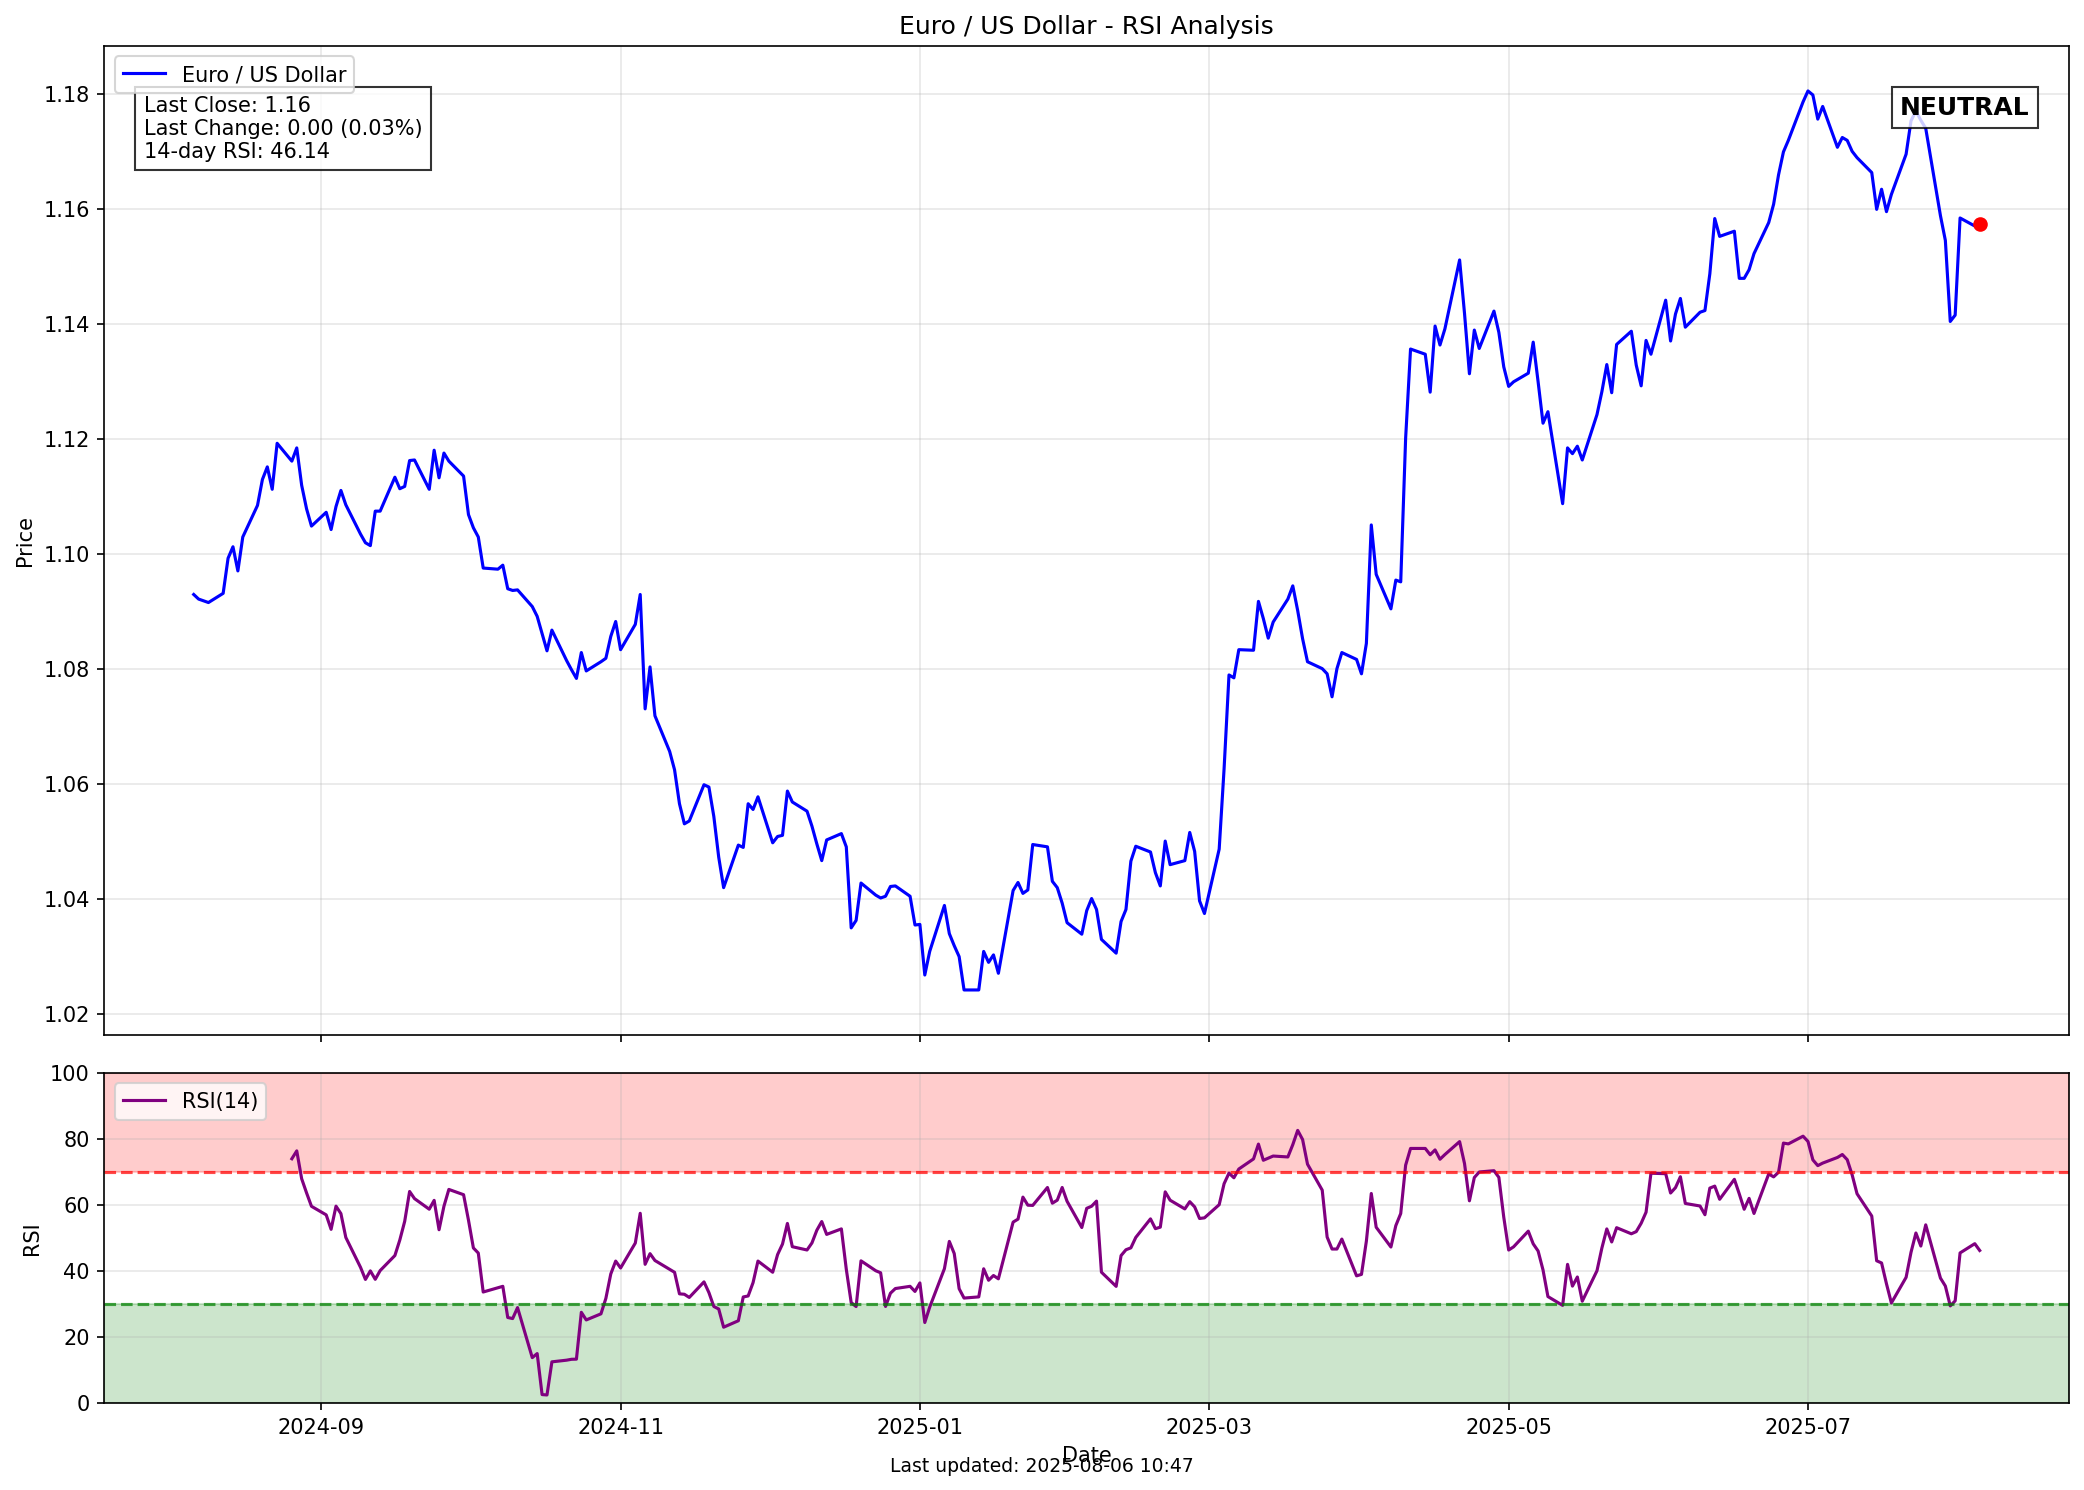 Euro / US Dollar - RSI Analysis
Euro / US Dollar
Last Close: 1.16
Last Change: 0.00 (0.03%)
14-day RSI: 46.14
NEUTRAL
Price
1.18
1.16
1.14
1.12
1.10
1.08
1.06
1.04
1.02
RSI(14)
RSI
100
80
60
40
20
0
2024-09
2024-11
2025-01
2025-03
2025-05
2025-07
Date
Last updated: 2025-08-06 10:47